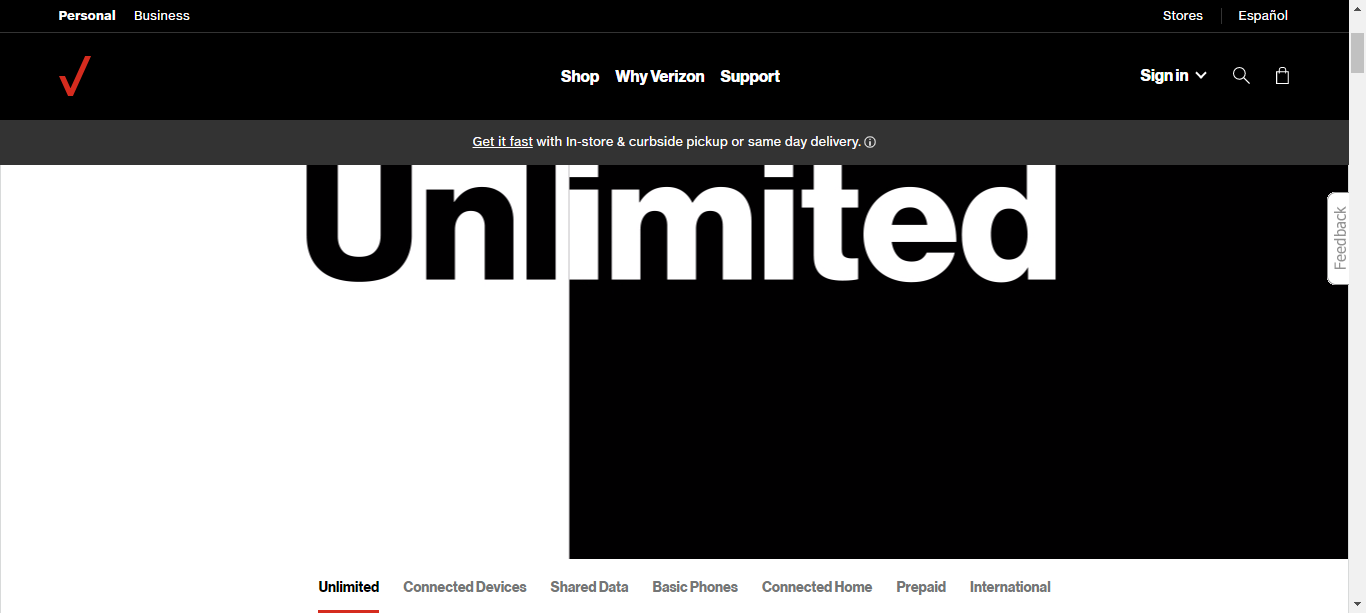 Personal Business Stores Español
Shop Why Verizon Support Sign in
Get it fast with In-store & curbside pickup or same day delivery.
Unlimited
Feedback
Unlimited Connected Devices Shared Data Basic Phones Connected Home Prepaid International